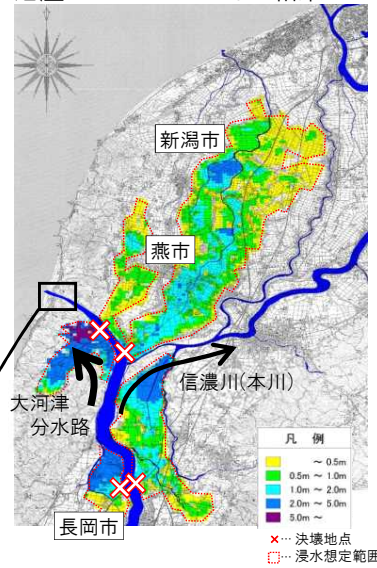 新潟市
燕市
大河津
分水路
信濃川(本川)
長岡市
凡 例
～ 0.5m
0.5m ～ 1.0m
1.0m ～ 2.0m
2.0m ～ 5.0m
5.0m ～
×… 決壊地点
… 浸水想定範囲